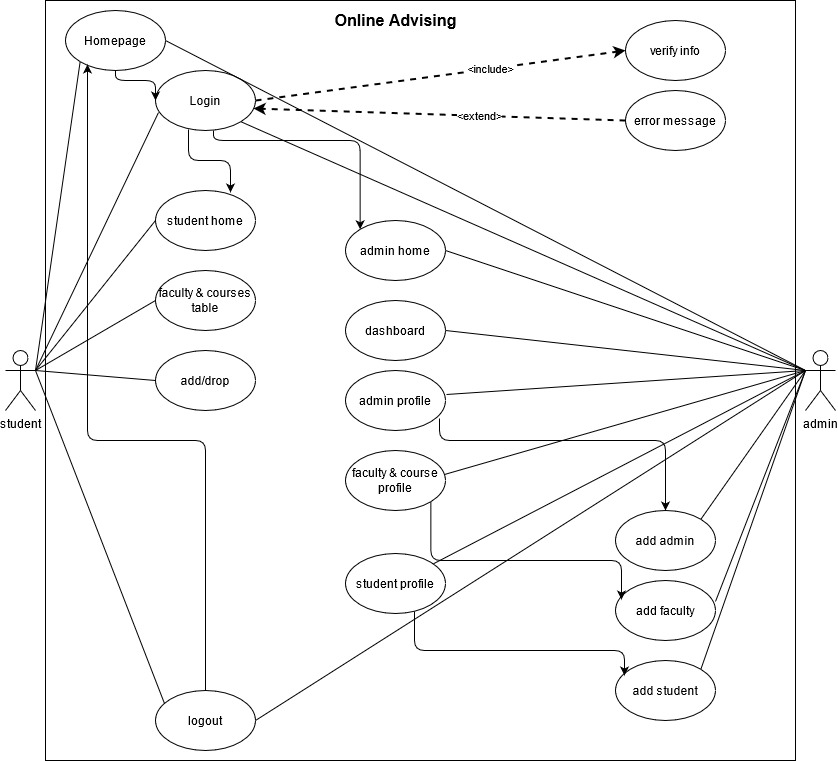 Online Advising
Homepage
verify info
<include>
Login
<extend>
error message
student home
admin home
faculty & courses
table
dashboard
add/drop
admin profile
student
admin
faculty & course
profile
add admin
student profile
add faculty
add student
logout